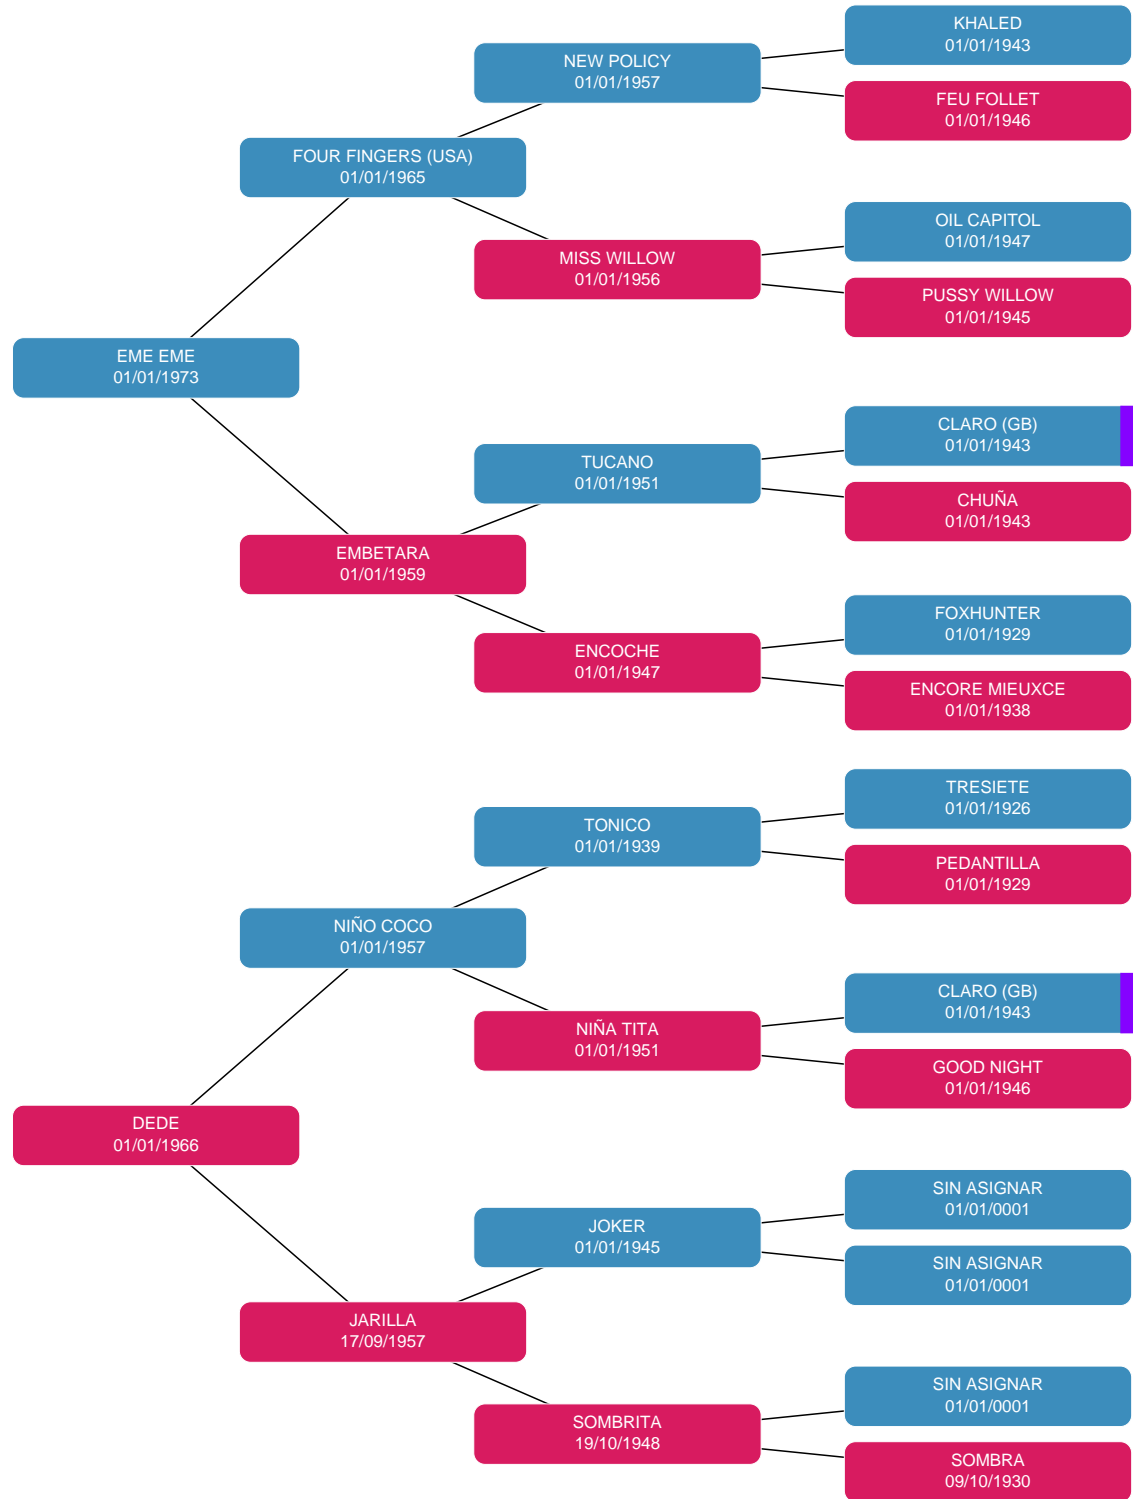 KHALED
01/01/1943
NEW POLICY
01/01/1957
FEU FOLLET
01/01/1946
FOUR FINGERS (USA)
01/01/1965
OIL CAPITOL
01/01/1947
MISS WILLOW
01/01/1956
PUSSY WILLOW
01/01/1945
EME EME
01/01/1973
CLARO (GB)
01/01/1943
TUCANO
01/01/1951
CHUÑA
01/01/1943
EMBETARA
01/01/1959
FOXHUNTER
01/01/1929
ENCOCHE
01/01/1947
ENCORE MIEUXCE
01/01/1938
TRESIETE
01/01/1926
TONICO
01/01/1939
PEDANTILLA
01/01/1929
NIÑO COCO
01/01/1957
CLARO (GB)
01/01/1943
NIÑA TITA
01/01/1951
GOOD NIGHT
01/01/1946
DEDE
01/01/1966
SIN ASIGNAR
01/01/0001
JOKER
01/01/1945
SIN ASIGNAR
01/01/0001
JARILLA
17/09/1957
SIN ASIGNAR
01/01/0001
SOMBRITA
19/10/1948
SOMBRA
09/10/1930